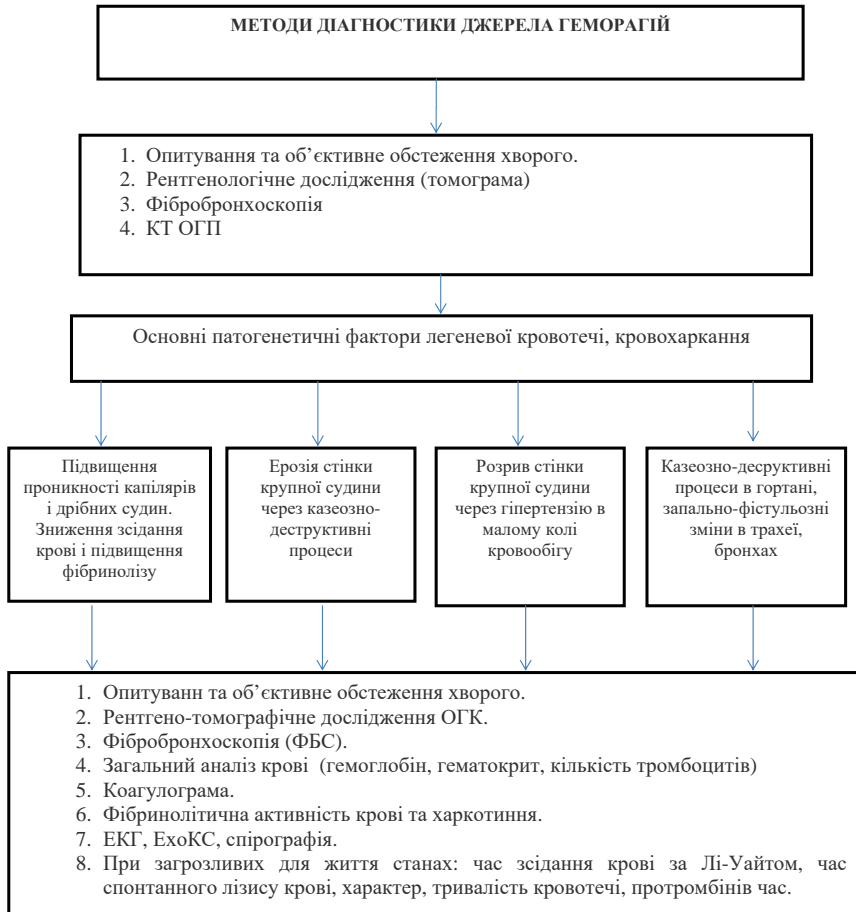 МЕТОДИ ДІАГНОСТИКИ ДЖЕРЕЛА ГЕМОРАГІЙ
1. Опитування та об’єктивне обстеження хворого.
2. Рентгенологічне дослідження (томограма)
3. Фібробронхоскопія
4. КТ ОГП
Основні патогенетичні фактори легеневої кровотечі, кровохаркання
Підвищення
проникності капілярів
і дрібних судин.
Зниження зсідання
крові і підвищення
фібринолізу
Ерозія стінки
крупної судини
через казеозно-
деструктивні
процеси
Розрив стінки
крупної судини
через гіпертензію в
малому колі
кровообігу
Казеозно-десруктивні
процеси в гортані,
запально-фістульозні
зміни в трахеї,
бронхах
1. Опитуванн та об’єктивне обстеження хворого.
2. Рентгено-томографічне дослідження ОГК.
3. Фібробронхоскопія (ФБС).
4. Загальний аналіз крові (гемоглобін, гематокрит, кількість тромбоцитів)
5. Коагулограма.
6. Фібринолітична активність крові та харкотиння.
7. ЕКГ, ЕхоКС, спірографія.
8. При загрозливих для життя станах: час зсідання крові за Лі-Уайтом, час
спонтанного лізису крові, характер, тривалість кровотечі, протромбінів час.